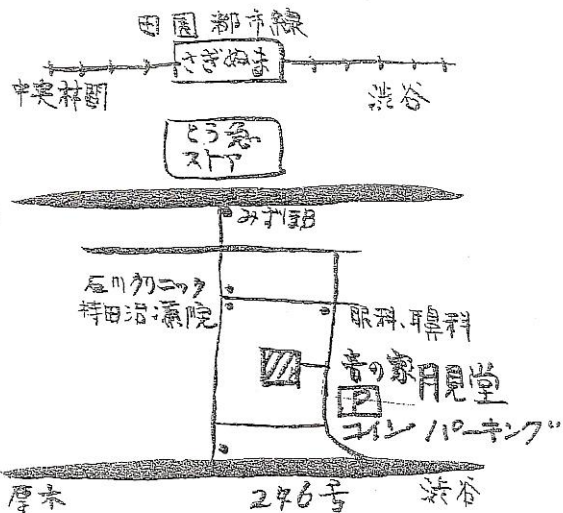 田園都市線
さぎぬま
中央林間
渋谷
とう急
ストア
みずほB
石川クリニック
持田治療院
眼科、耳鼻科
音の家月見堂
P
コイン パーキング
厚木
246号
渋谷